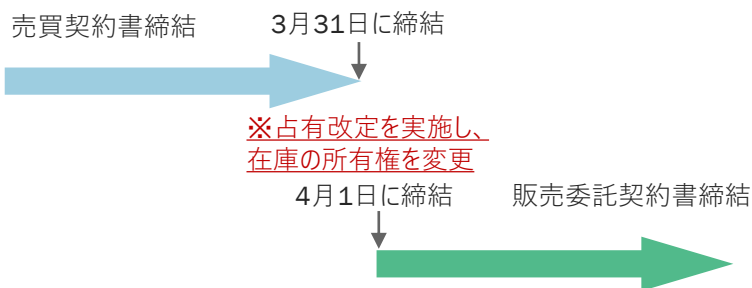 売買契約書締結
3月31日に締結
※占有改定を実施し、
在庫の所有権を変更
4月1日に締結
販売委託契約書締結